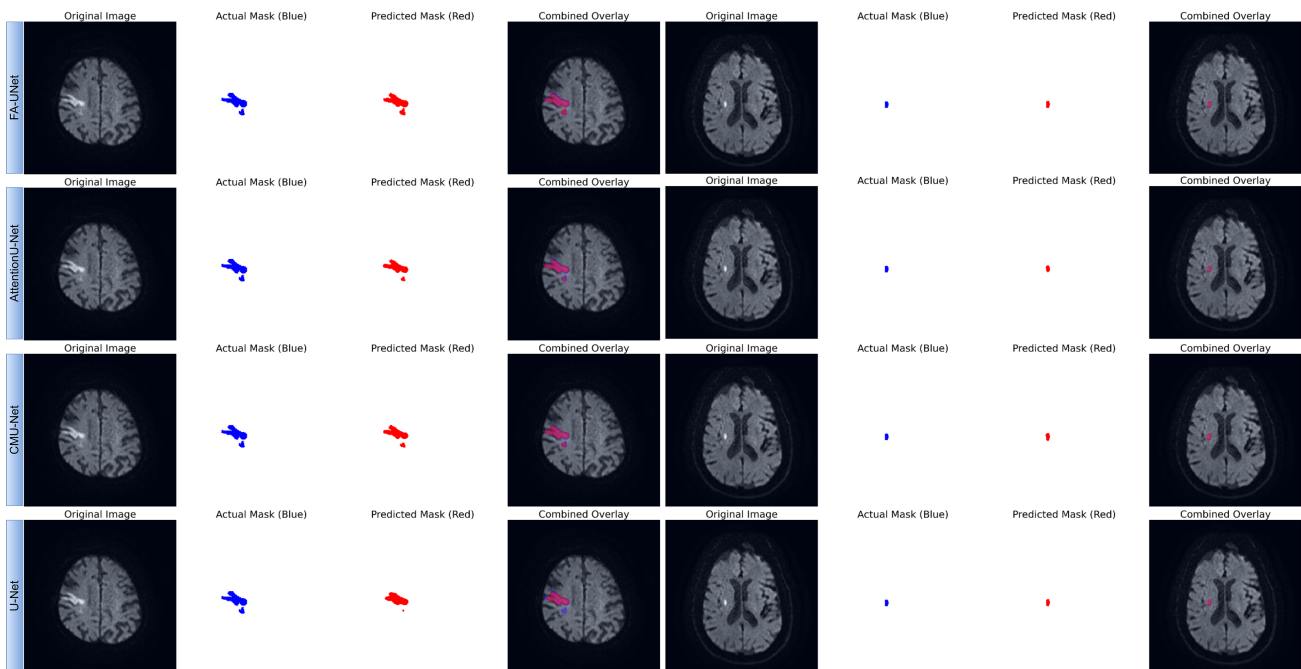 Original Image Actual Mask (Blue) Predicted Mask (Red) Combined Overlay Original Image Actual Mask (Blue) Predicted Mask (Red) Combined Overlay
FA-UNet
Original Image Actual Mask (Blue) Predicted Mask (Red) Combined Overlay Original Image Actual Mask (Blue) Predicted Mask (Red) Combined Overlay
AttentionU-Net
Original Image Actual Mask (Blue) Predicted Mask (Red) Combined Overlay Original Image Actual Mask (Blue) Predicted Mask (Red) Combined Overlay
CMU-Net
Original Image Actual Mask (Blue) Predicted Mask (Red) Combined Overlay Original Image Actual Mask (Blue) Predicted Mask (Red) Combined Overlay
U-Net